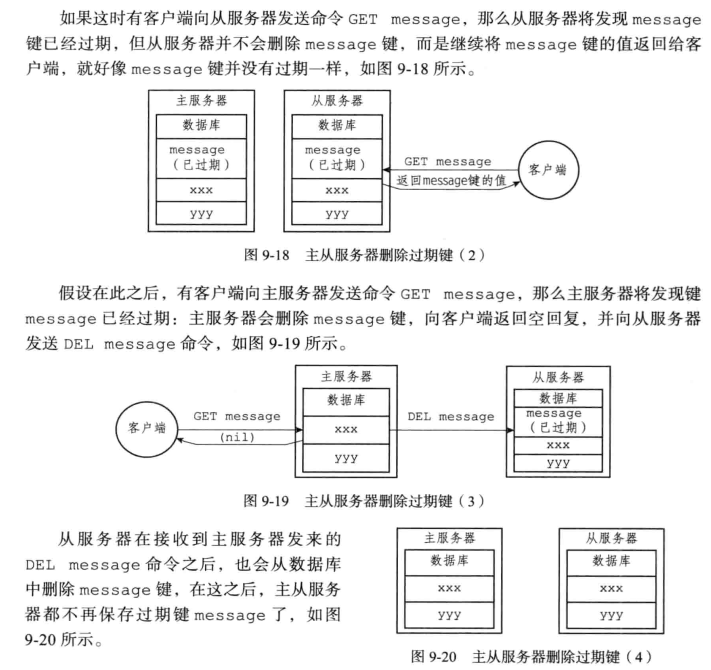 如果这时有客户端向从服务器发送命令 GET message，那么从服务器将发现 message
键已经过期，但从服务器并不会删除 message 键，而是继续将 message 键的值返回给客
户端，就好像 message 键并没有过期一样，如图 9-18 所示。
主服务器
数据库
message
（已过期）
xxx
yyy
从服务器
数据库
message
（已过期）
xxx
yyy
GET message
返回message键的值
客户端
图 9-18 主从服务器删除过期键（2）
假设在此之后，有客户端向主服务器发送命令 GET message，那么主服务器将发现键
message 已经过期：主服务器会删除 message 键，向客户端返回空回复，并向从服务器
发送 DEL message 命令，如图 9-19 所示。
客户端
GET message
(nil)
主服务器
数据库
xxx
yyy
DEL message
从服务器
数据库
message
（已过期）
xxx
yyy
图 9-19 主从服务器删除过期键（3）
从服务器在接收到主服务器发来的
DEL message 命令之后，也会从数据库
中删除 message 键，在这之后，主从服务
器都不再保存过期键 message 了，如图
9-20 所示。
主服务器
数据库
xxx
yyy
从服务器
数据库
xxx
yyy
图 9-20 主从服务器删除过期键（4）